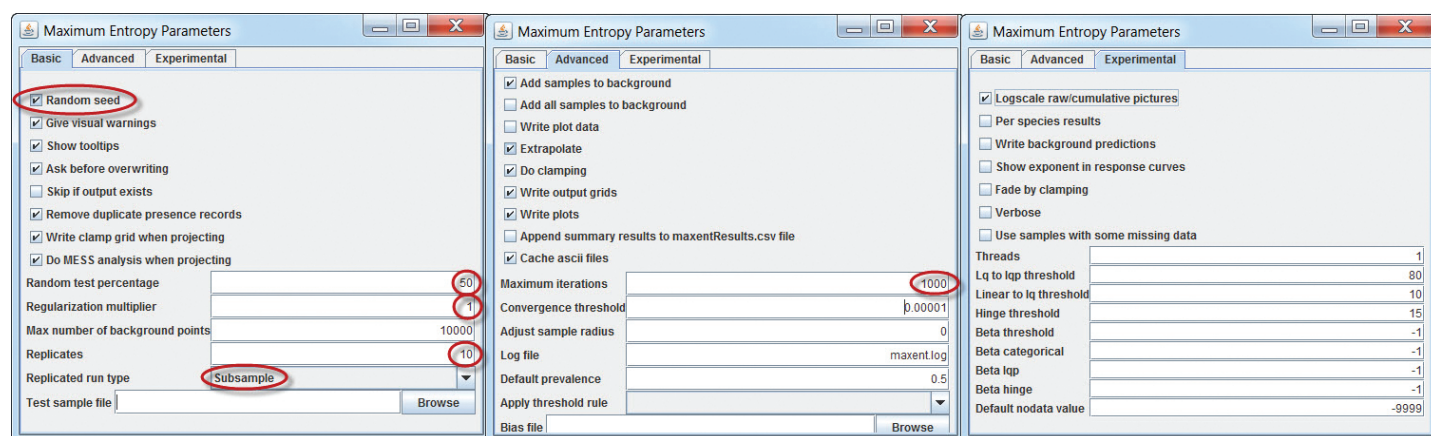 Maximum Entropy Parameters
Basic Advanced Experimental
Random seed
Give visual warnings
Show tooltips
Ask before overwriting
Skip if output exists
Remove duplicate presence records
Write clamp grid when projecting
Do MESS analysis when projecting
Random test percentage 50
Regularization multiplier 1
Max number of background points 10000
Replicates 10
Replicated run type Subsample
Test sample file Browse
Maximum Entropy Parameters
Basic Advanced Experimental
Add samples to background
Add all samples to background
Write plot data
Extrapolate
Do clamping
Write output grids
Write plots
Append summary results to maxentResults.csv file
Cache ascii files
Maximum iterations 1000
Convergence threshold 0.00001
Adjust sample radius 0
Log file maxent.log
Default prevalence 0.5
Apply threshold rule
Bias file Browse
Maximum Entropy Parameters
Basic Advanced Experimental
Logscale raw/cumulative pictures
Per species results
Write background predictions
Show exponent in response curves
Fade by clamping
Verbose
Use samples with some missing data
Threads 1
Lq to lqp threshold 80
Linear to lq threshold 10
Hinge threshold 15
Beta threshold -1
Beta categorical -1
Beta lqp -1
Beta hinge -1
Default nodata value -9999